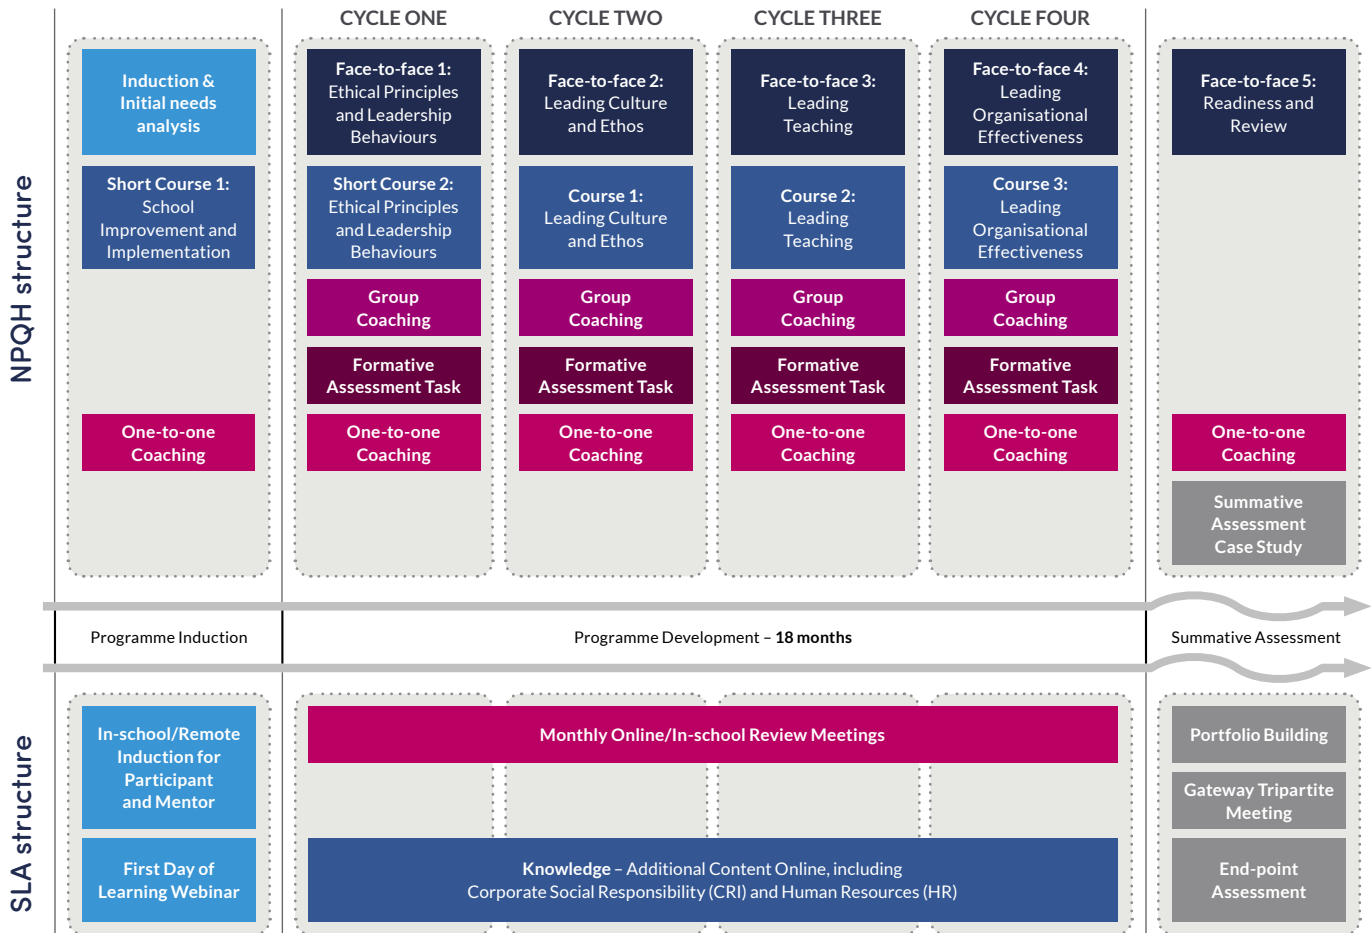 CYCLE ONE
CYCLE TWO
CYCLE THREE
CYCLE FOUR
NPQH structure
Induction &
Initial needs
analysis
Short Course 1:
School
Improvement and
Implementation
One-to-one
Coaching
Face-to-face 1:
Ethical Principles
and Leadership
Behaviours
Short Course 2:
Ethical Principles
and Leadership
Behaviours
Group
Coaching
Formative
Assessment Task
One-to-one
Coaching
Face-to-face 2:
Leading Culture
and Ethos
Course 1:
Leading Culture
and Ethos
Group
Coaching
Formative
Assessment Task
One-to-one
Coaching
Face-to-face 3:
Leading
Teaching
Course 2:
Leading
Teaching
Group
Coaching
Formative
Assessment Task
One-to-one
Coaching
Face-to-face 4:
Leading
Organisational
Effectiveness
Course 3:
Leading
Organisational
Effectiveness
Group
Coaching
Formative
Assessment Task
One-to-one
Coaching
Face-to-face 5:
Readiness and
Review
One-to-one
Coaching
Summative
Assessment
Case Study
Programme Induction
Programme Development – 18 months
Summative Assessment
SLA structure
In-school/Remote
Induction for
Participant
and Mentor
First Day of
Learning Webinar
Monthly Online/In-school Review Meetings
Knowledge – Additional Content Online, including
Corporate Social Responsibility (CRI) and Human Resources (HR)
Portfolio Building
Gateway Tripartite
Meeting
End-point
Assessment